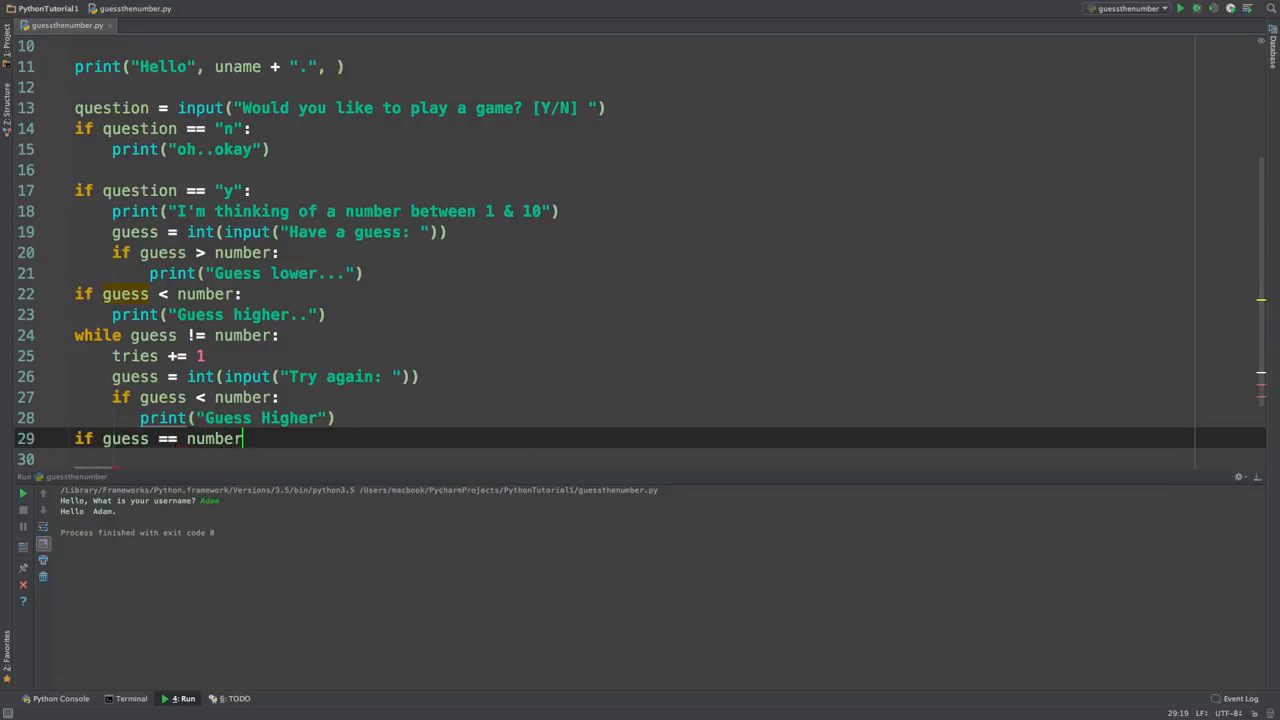 PythonTutorial1 guessthenumber.py guessthenumber
guessthenumber.py
1: Project
Z: Structure
2: Favorites
Database
10
11 print("Hello", uname + ".", )
12
13 question = input("Would you like to play a game? [Y/N] ")
14 if question == "n":
15 print("oh..okay")
16
17 if question == "y":
18 print("I'm thinking of a number between 1 & 10")
19 guess = int(input("Have a guess: "))
20 if guess > number:
21 print("Guess lower...")
22 if guess < number:
23 print("Guess higher..")
24 while guess != number:
25 tries += 1
26 guess = int(input("Try again: "))
27 if guess < number:
28 print("Guess Higher")
29 if guess == number
30
Run guessthenumber
/Library/Frameworks/Python.framework/Versions/3.5/bin/python3.5 /Users/macbook/PycharmProjects/PythonTutorial1/guessthenumber.py
Hello, What is your username? Adam
Hello  Adam.
Process finished with exit code 0
Python Console Terminal 4: Run 6: TODO Event Log
29:19 LF÷ UTF-8÷